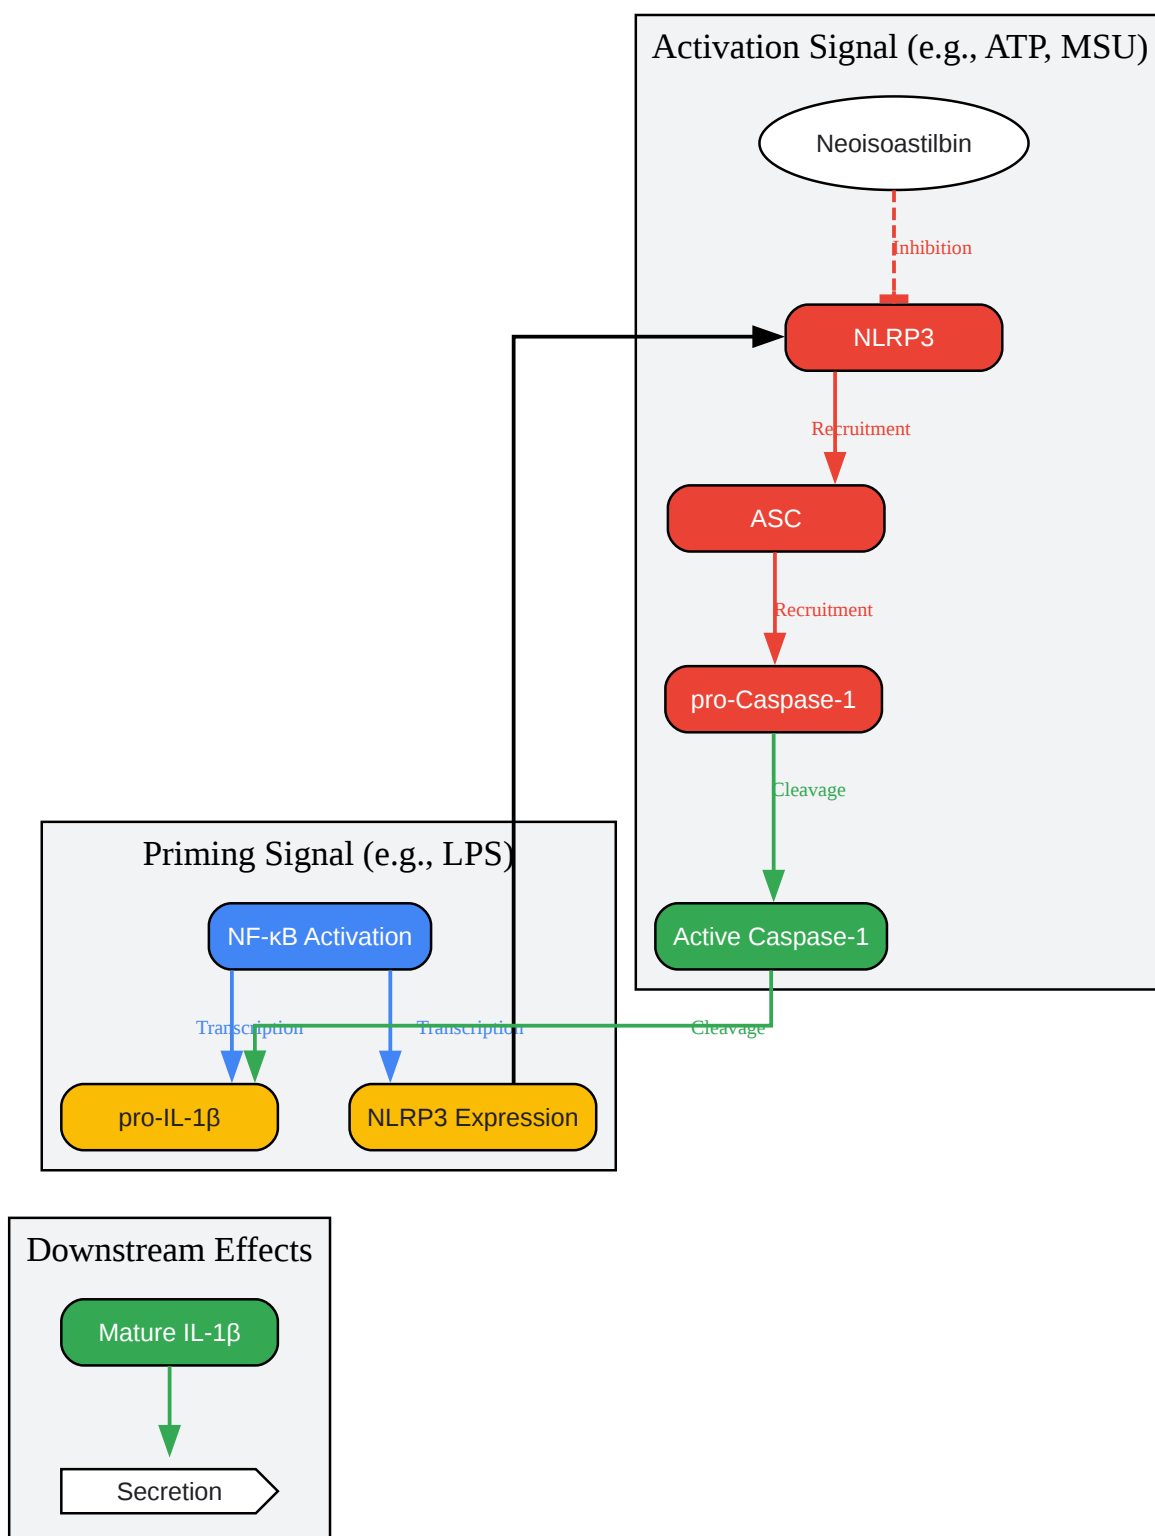 Activation Signal (e.g., ATP, MSU)
Neoisoastilbin
Inhibition
NLRP3
Recruitment
ASC
Recruitment
pro-Caspase-1
Cleavage
Active Caspase-1
Priming Signal (e.g., LPS)
NF-κB Activation
Transcription
Transcription
Cleavage
pro-IL-1β
NLRP3 Expression
Downstream Effects
Mature IL-1β
Secretion